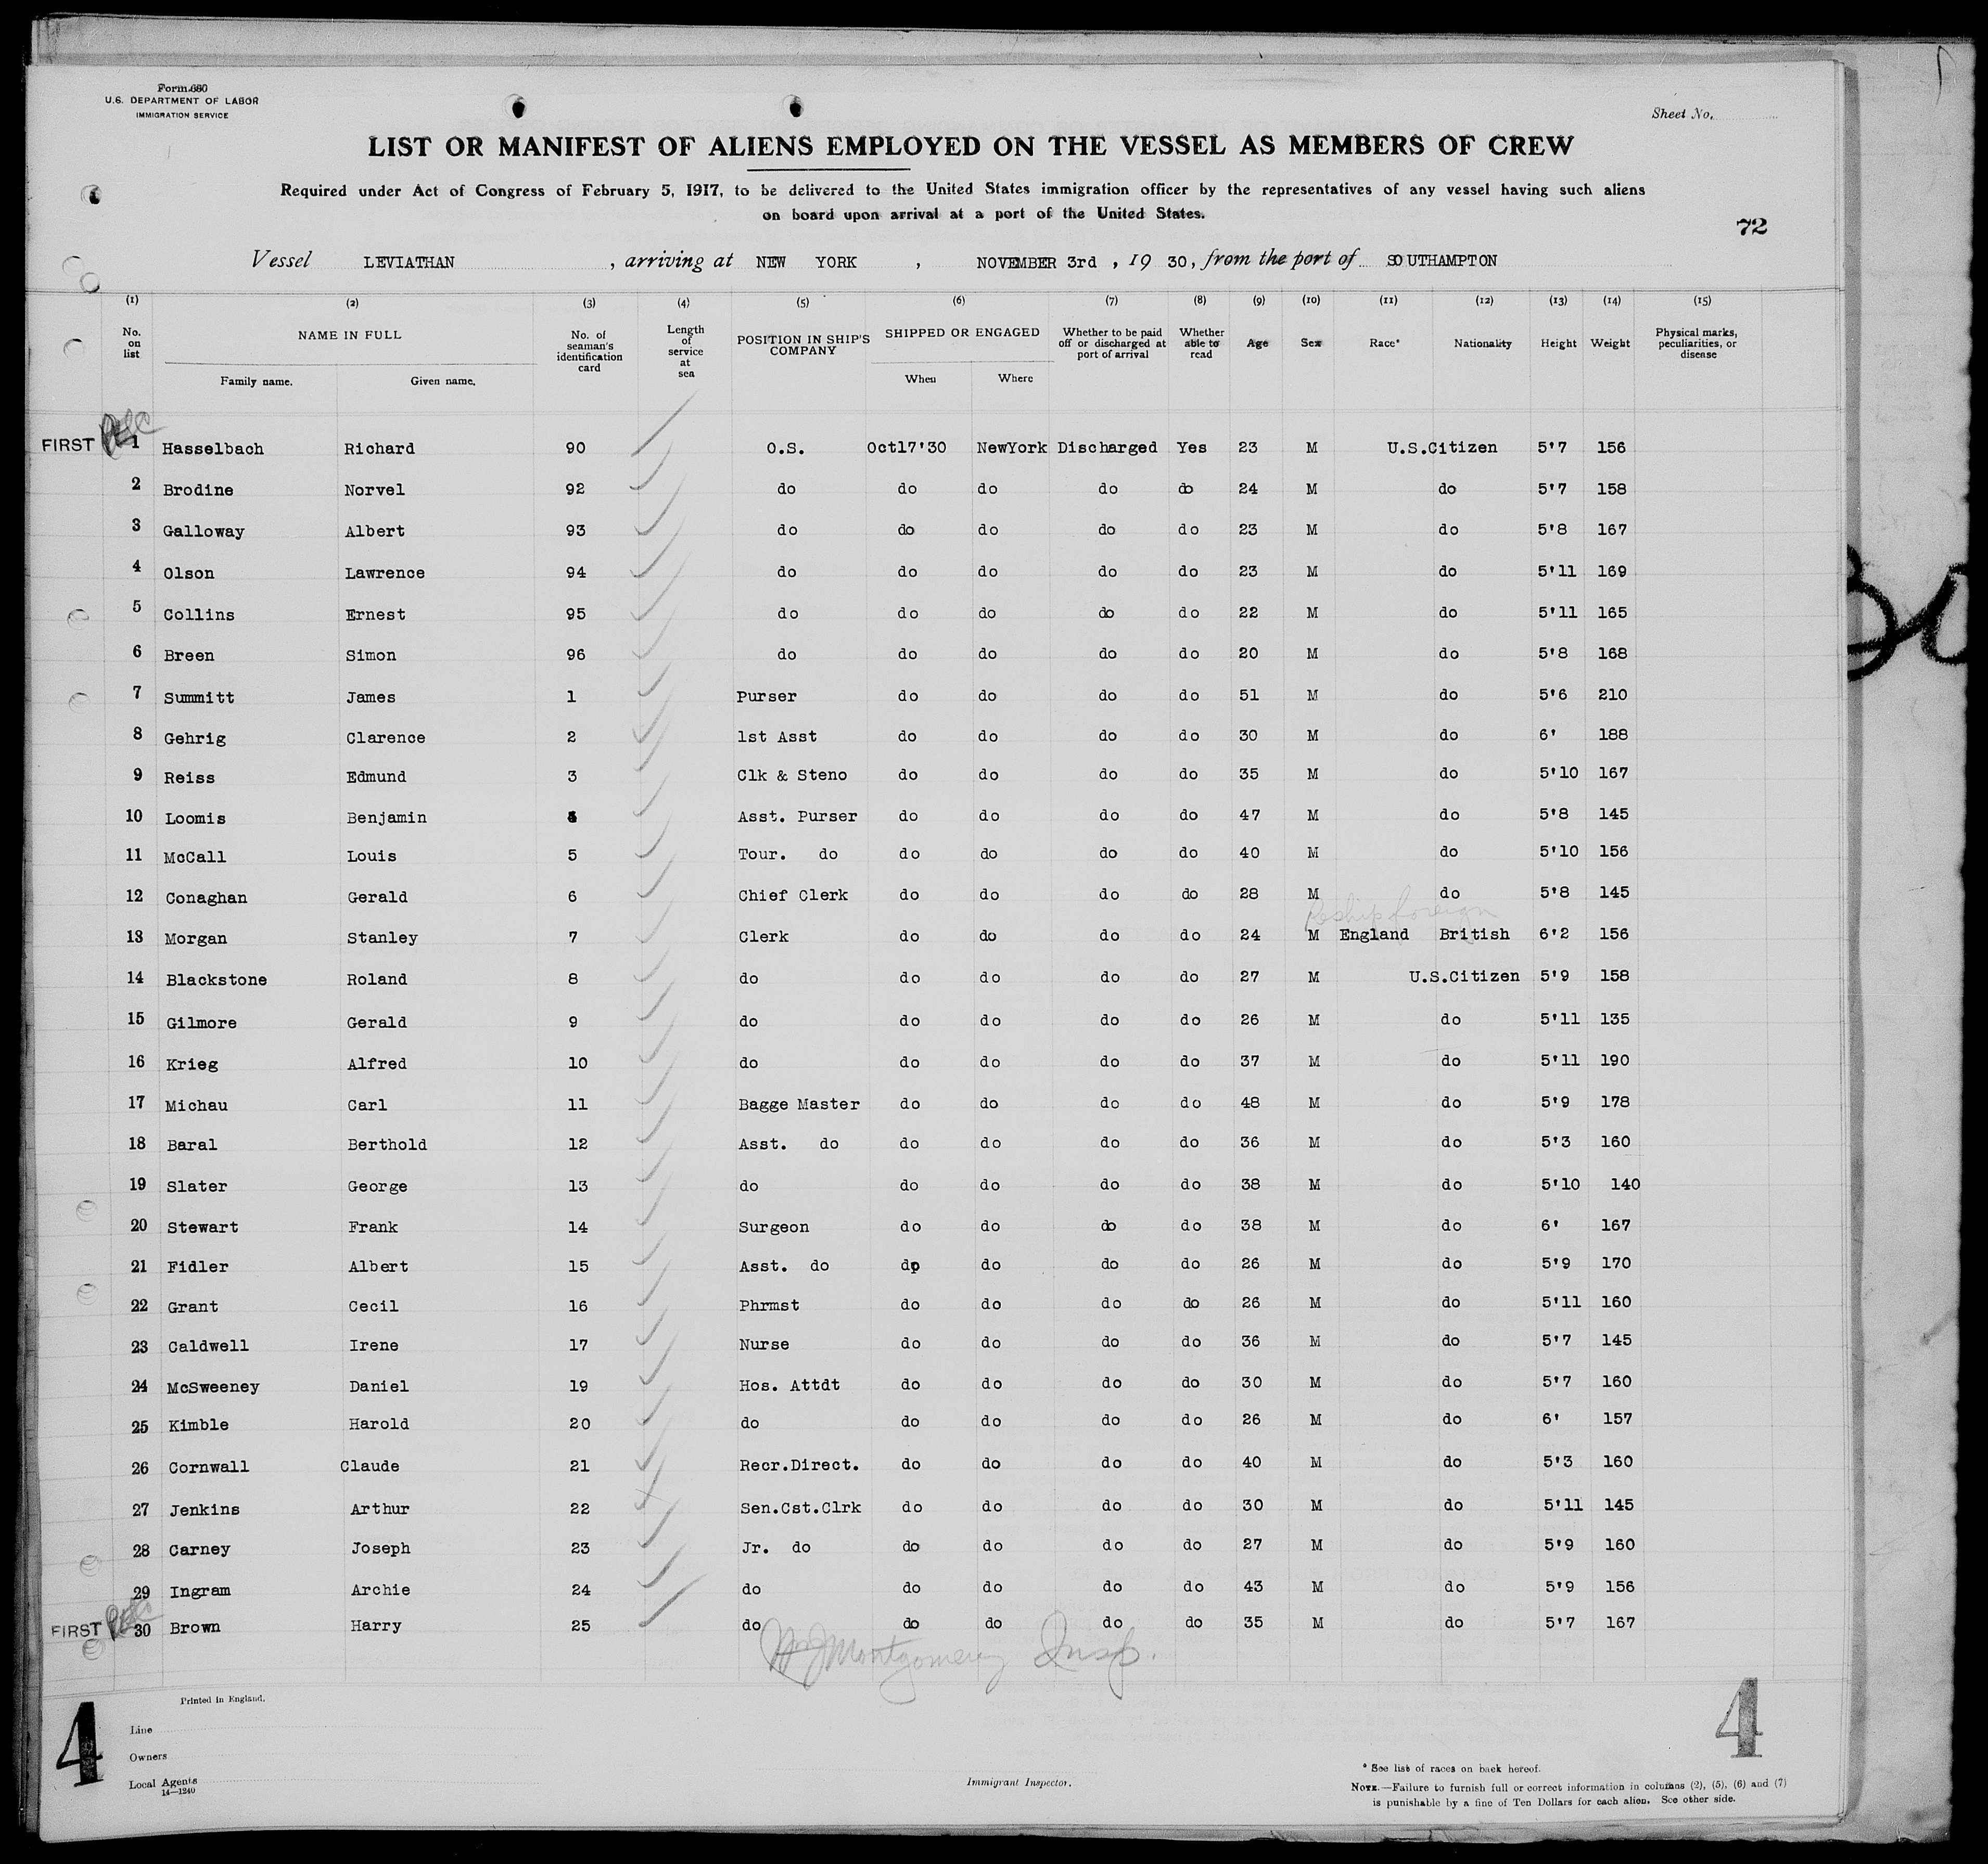 Form 680
U.S. DEPARTMENT OF LABOR
IMMIGRATION SERVICE
Sheet No.
LIST OR MANIFEST OF ALIENS EMPLOYED ON THE VESSEL AS MEMBERS OF CREW
Required under Act of Congress of February 5, 1917, to be delivered to the United States immigration officer by the representatives of any vessel having such aliens
on board upon arrival at a port of the United States.
72
Vessel LEVIATHAN , arriving at NEW YORK , NOVEMBER 3rd , 19 30, from the port of SOUTHAMPTON
(1) (2) (3) (4) (5) (6) (7) (8) (9) (10) (11) (12) (13) (14) (15)
No. on list NAME IN FULL No. of seaman's identification card Length of service at sea POSITION IN SHIP'S COMPANY SHIPPED OR ENGAGED Whether to be paid off or discharged at port of arrival Whether able to read Age Sex Race* Nationality Height Weight Physical marks, peculiarities, or disease
Family name. Given name. When Where
FIRST 1 Hasselbach Richard 90 O.S. Oct17'30 NewYork Discharged Yes 23 M U.S.Citizen 5'7 156
2 Brodine Norvel 92 do do do do do 24 M do 5'7 158
3 Galloway Albert 93 do do do do do 23 M do 5'8 167
4 Olson Lawrence 94 do do do do do 23 M do 5'11 169
5 Collins Ernest 95 do do do do do 22 M do 5'11 165
6 Breen Simon 96 do do do do do 20 M do 5'8 168
7 Summitt James 1 Purser do do do do 51 M do 5'6 210
8 Gehrig Clarence 2 1st Asst do do do do 30 M do 6' 188
9 Reiss Edmund 3 Clk & Steno do do do do 35 M do 5'10 167
10 Loomis Benjamin 4 Asst. Purser do do do do 47 M do 5'8 145
11 McCall Louis 5 Tour. do do do do do 40 M do 5'10 156
12 Conaghan Gerald 6 Chief Clerk do do do do 28 M do 5'8 145
Reship foreign
13 Morgan Stanley 7 Clerk do do do do 24 M England British 6'2 156
14 Blackstone Roland 8 do do do do do 27 M U.S.Citizen 5'9 158
15 Gilmore Gerald 9 do do do do do 26 M do 5'11 135
16 Krieg Alfred 10 do do do do do 37 M do 5'11 190
17 Michau Carl 11 Bagge Master do do do do 48 M do 5'9 178
18 Baral Berthold 12 Asst. do do do do do 36 M do 5'3 160
19 Slater George 13 do do do do do 38 M do 5'10 140
20 Stewart Frank 14 Surgeon do do do do 38 M do 6' 167
21 Fidler Albert 15 Asst. do do do do do 26 M do 5'9 170
22 Grant Cecil 16 Phrmst do do do do 26 M do 5'11 160
23 Caldwell Irene 17 Nurse do do do do 36 M do 5'7 145
24 McSweeney Daniel 19 Hos. Attdt do do do do 30 M do 5'7 160
25 Kimble Harold 20 do do do do do 26 M do 6' 157
26 Cornwall Claude 21 Recr.Direct. do do do do 40 M do 5'3 160
27 Jenkins Arthur 22 Sen.Cst.Clrk do do do do 30 M do 5'11 145
28 Carney Joseph 23 Jr. do do do do do 27 M do 5'9 160
29 Ingram Archie 24 do do do do do 43 M do 5'9 156
FIRST 30 Brown Harry 25 do do do do do 35 M do 5'7 167
Montgomery Insp.
Printed in England.
4 4
Line
Owners
Local Agents
14—1240
Immigrant Inspector.
* See list of races on back hereof.
NOTE.—Failure to furnish full or correct information in columns (2), (5), (6) and (7)
is punishable by a fine of Ten Dollars for each alien. See other side.